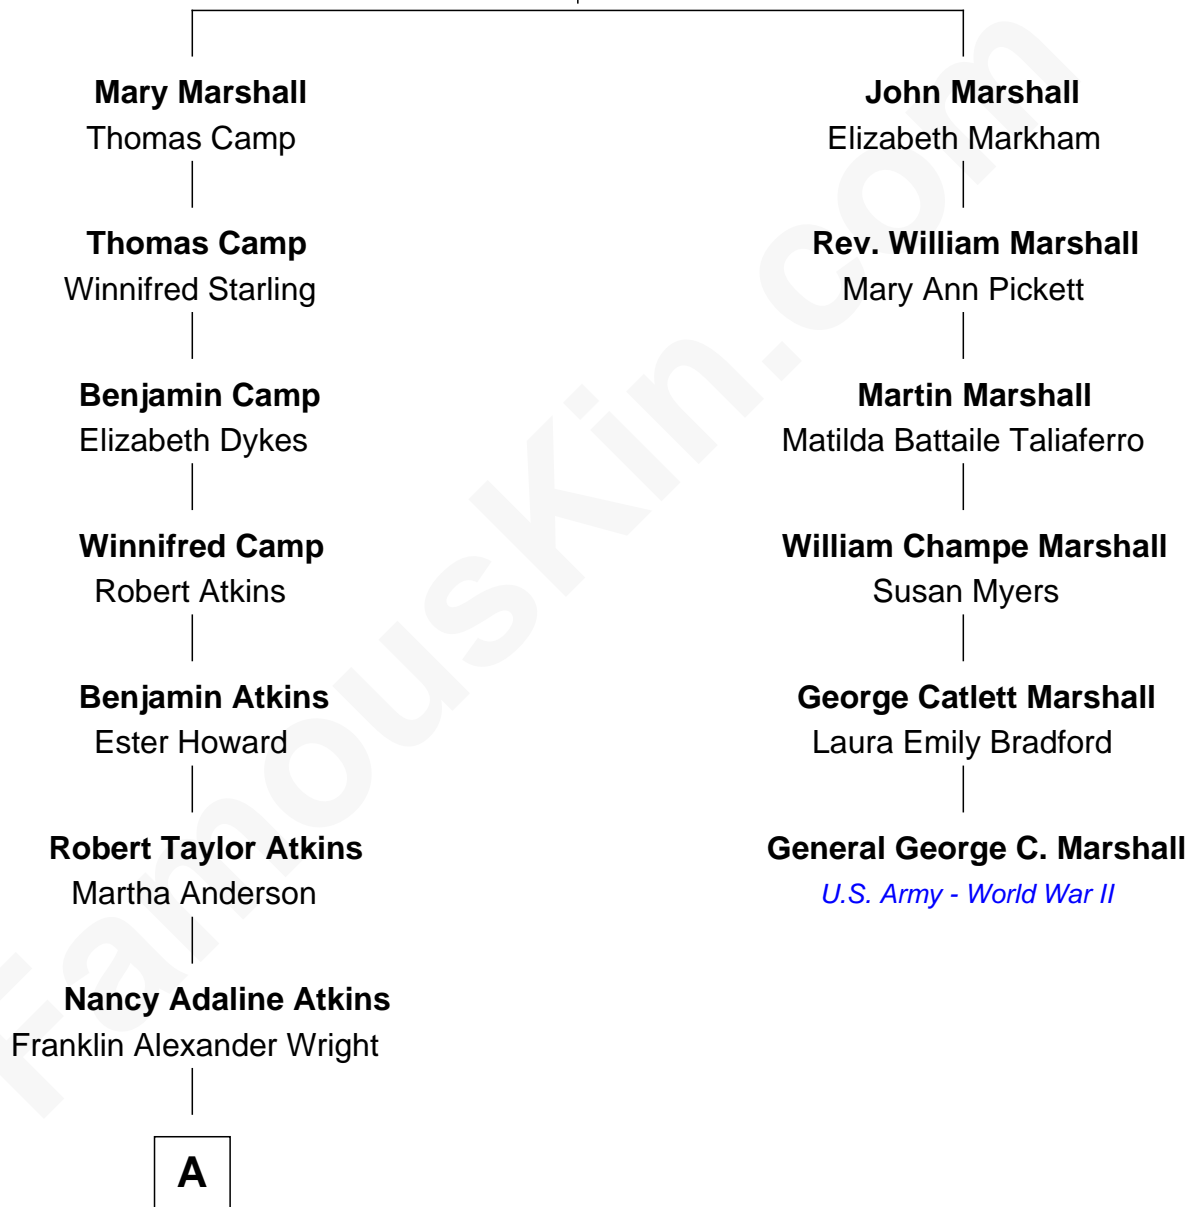 Mary Marshall
Thomas Camp
Thomas Camp
Winnifred Starling
Benjamin Camp
Elizabeth Dykes
Winnifred Camp
Robert Atkins
Benjamin Atkins
Ester Howard
Robert Taylor Atkins
Martha Anderson
Nancy Adaline Atkins
Franklin Alexander Wright
A
John Marshall
Elizabeth Markham
Rev. William Marshall
Mary Ann Pickett
Martin Marshall
Matilda Battaile Taliaferro
William Champe Marshall
Susan Myers
George Catlett Marshall
Laura Emily Bradford
General George C. Marshall
U.S. Army - World War II
FamousKin.com